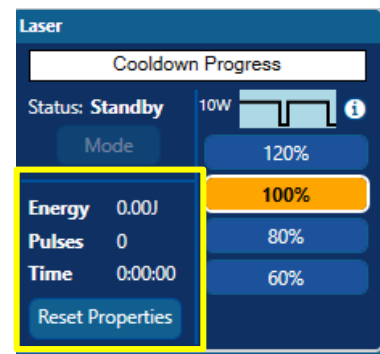 Laser
Cooldown Progress
Status: Standby
10W
Mode
120%
100%
80%
60%
Energy 0.00J
Pulses 0
Time 0:00:00
Reset Properties